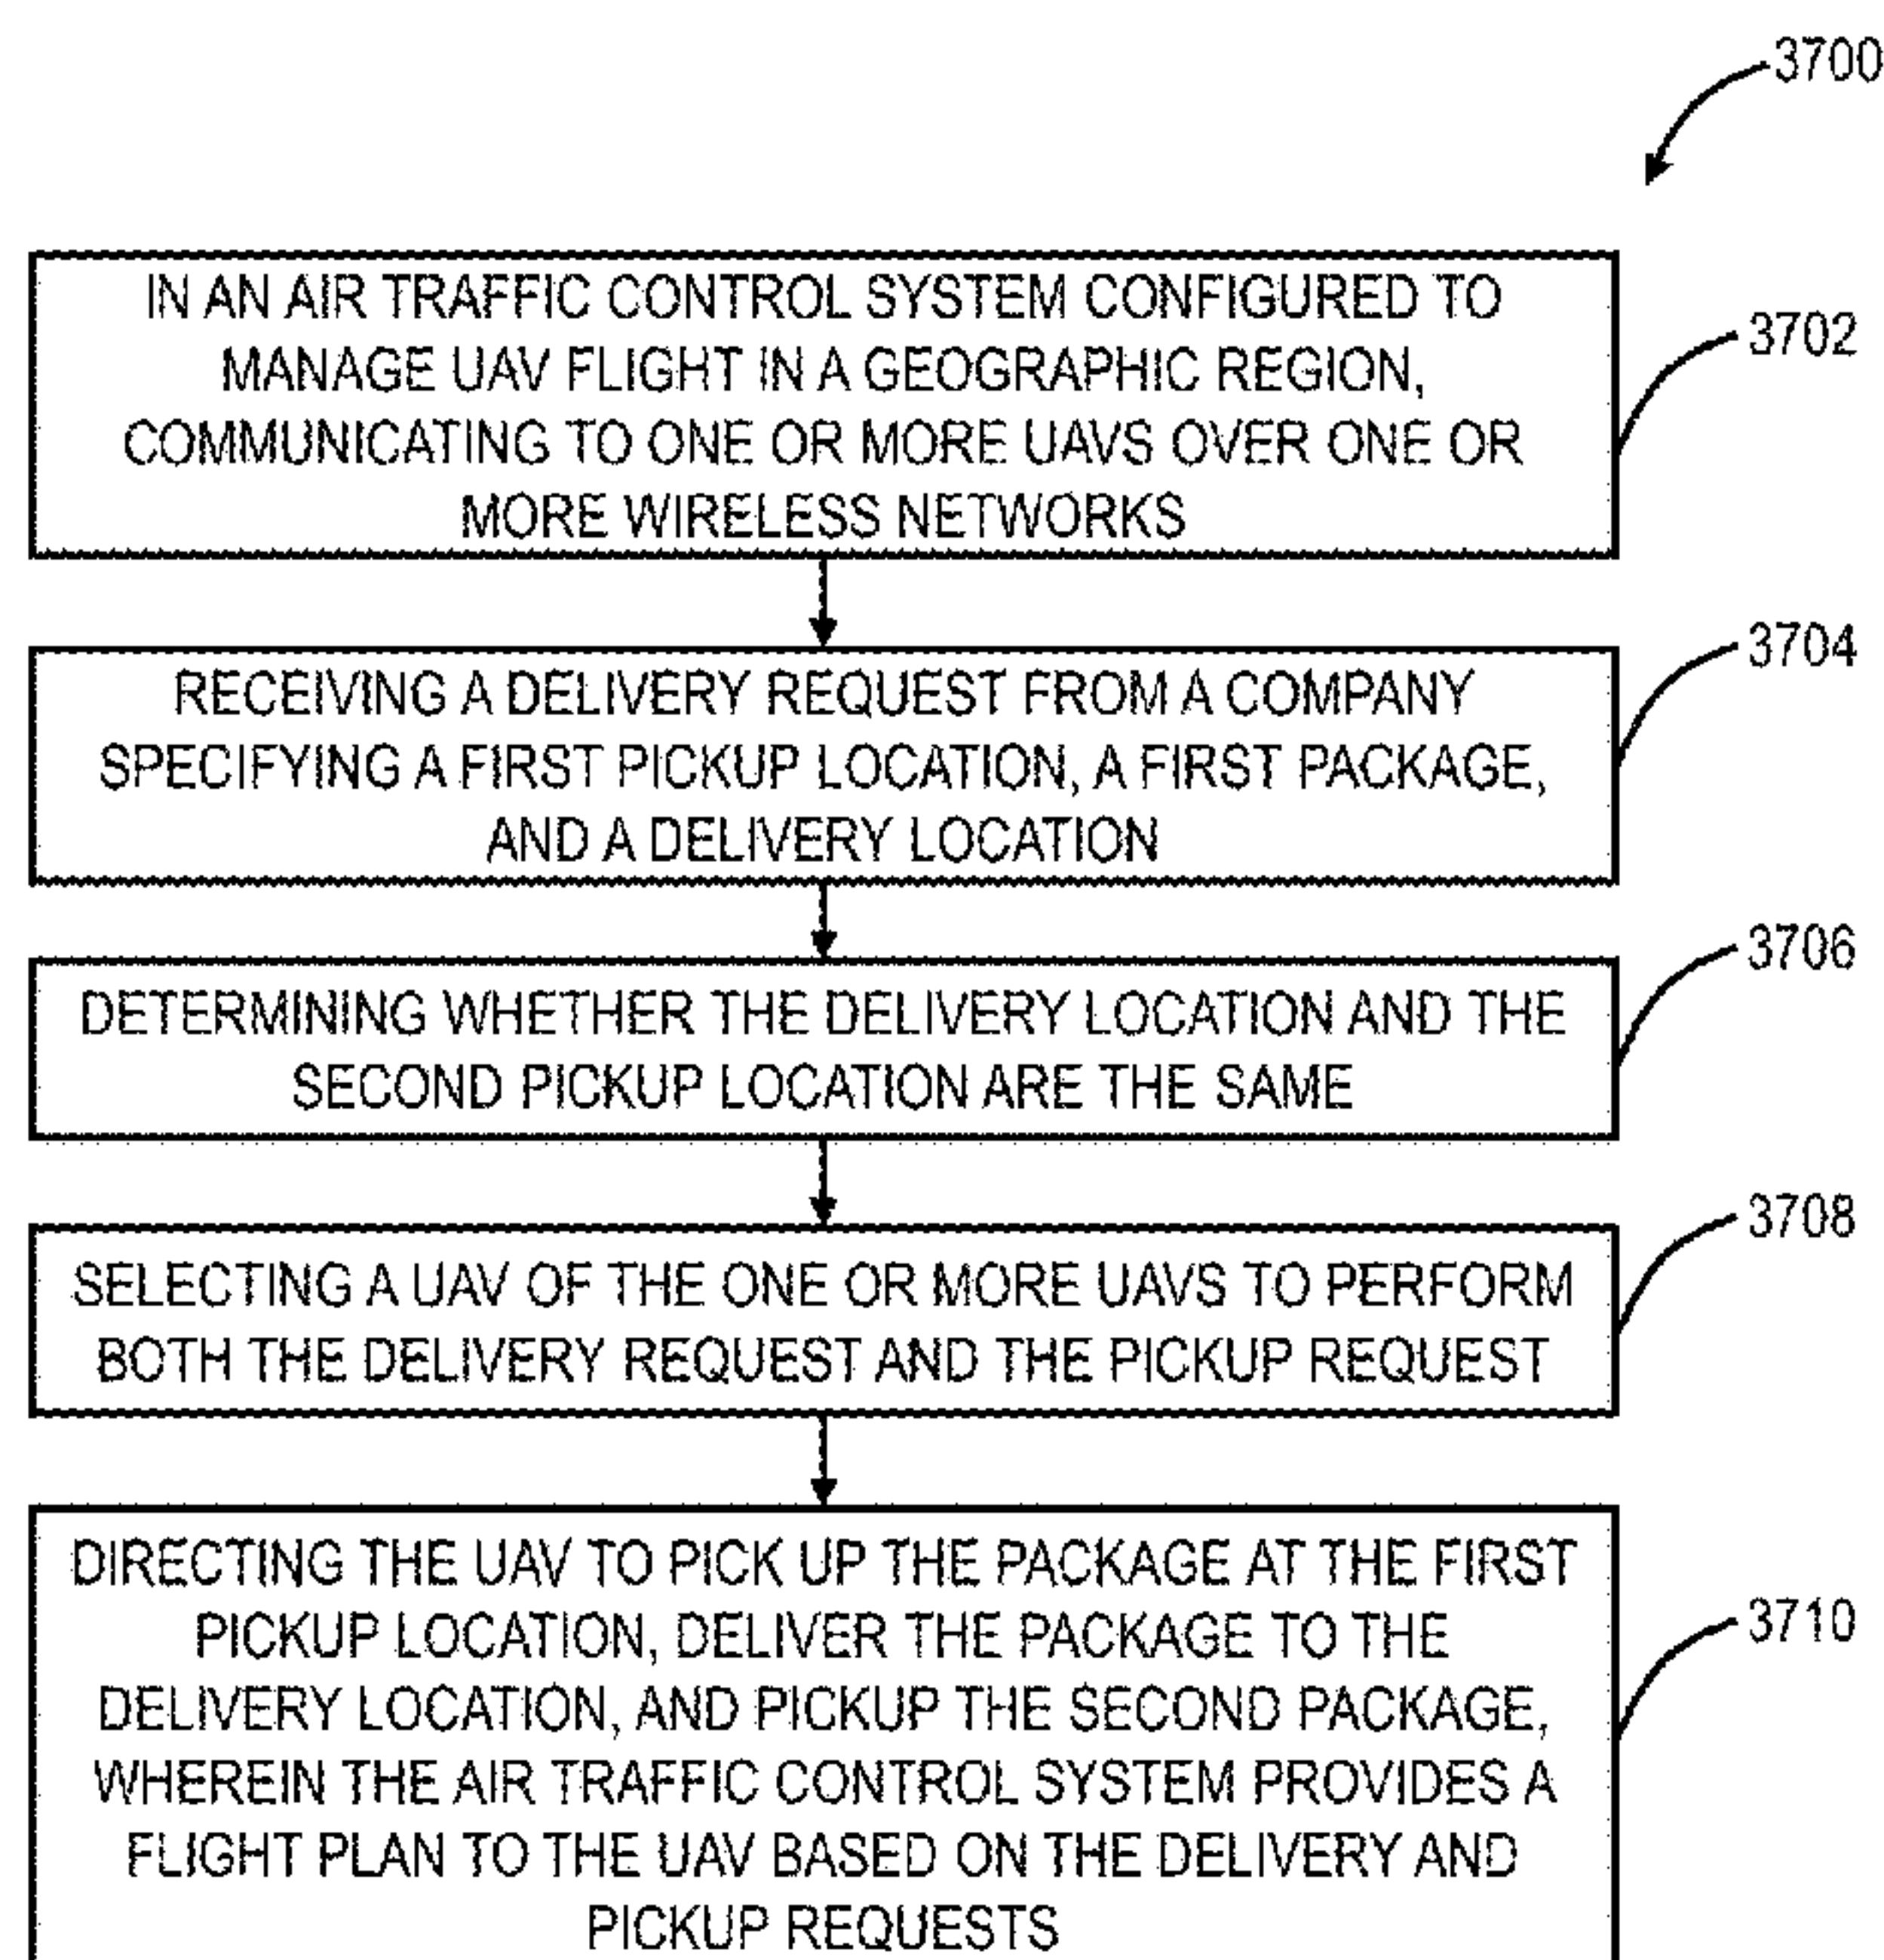 3700
IN AN AIR TRAFFIC CONTROL SYSTEM CONFIGURED TO
MANAGE UAV FLIGHT IN A GEOGRAPHIC REGION,
COMMUNICATING TO ONE OR MORE UAVS OVER ONE OR
MORE WIRELESS NETWORKS
3702
RECEIVING A DELIVERY REQUEST FROM A COMPANY
SPECIFYING A FIRST PICKUP LOCATION, A FIRST PACKAGE,
AND A DELIVERY LOCATION
3704
DETERMINING WHETHER THE DELIVERY LOCATION AND THE
SECOND PICKUP LOCATION ARE THE SAME
3706
SELECTING A UAV OF THE ONE OR MORE UAVS TO PERFORM
BOTH THE DELIVERY REQUEST AND THE PICKUP REQUEST
3708
DIRECTING THE UAV TO PICK UP THE PACKAGE AT THE FIRST
PICKUP LOCATION, DELIVER THE PACKAGE TO THE
DELIVERY LOCATION, AND PICKUP THE SECOND PACKAGE,
WHEREIN THE AIR TRAFFIC CONTROL SYSTEM PROVIDES A
FLIGHT PLAN TO THE UAV BASED ON THE DELIVERY AND
PICKUP REQUESTS
3710